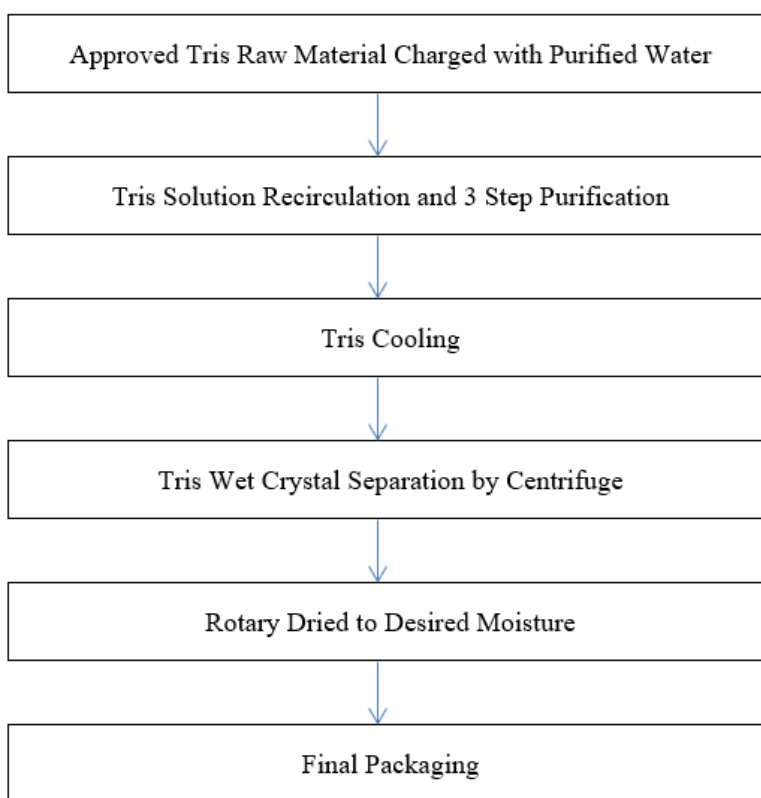 Approved Tris Raw Material Charged with Purified Water
Tris Solution Recirculation and 3 Step Purification
Tris Cooling
Tris Wet Crystal Separation by Centrifuge
Rotary Dried to Desired Moisture
Final Packaging